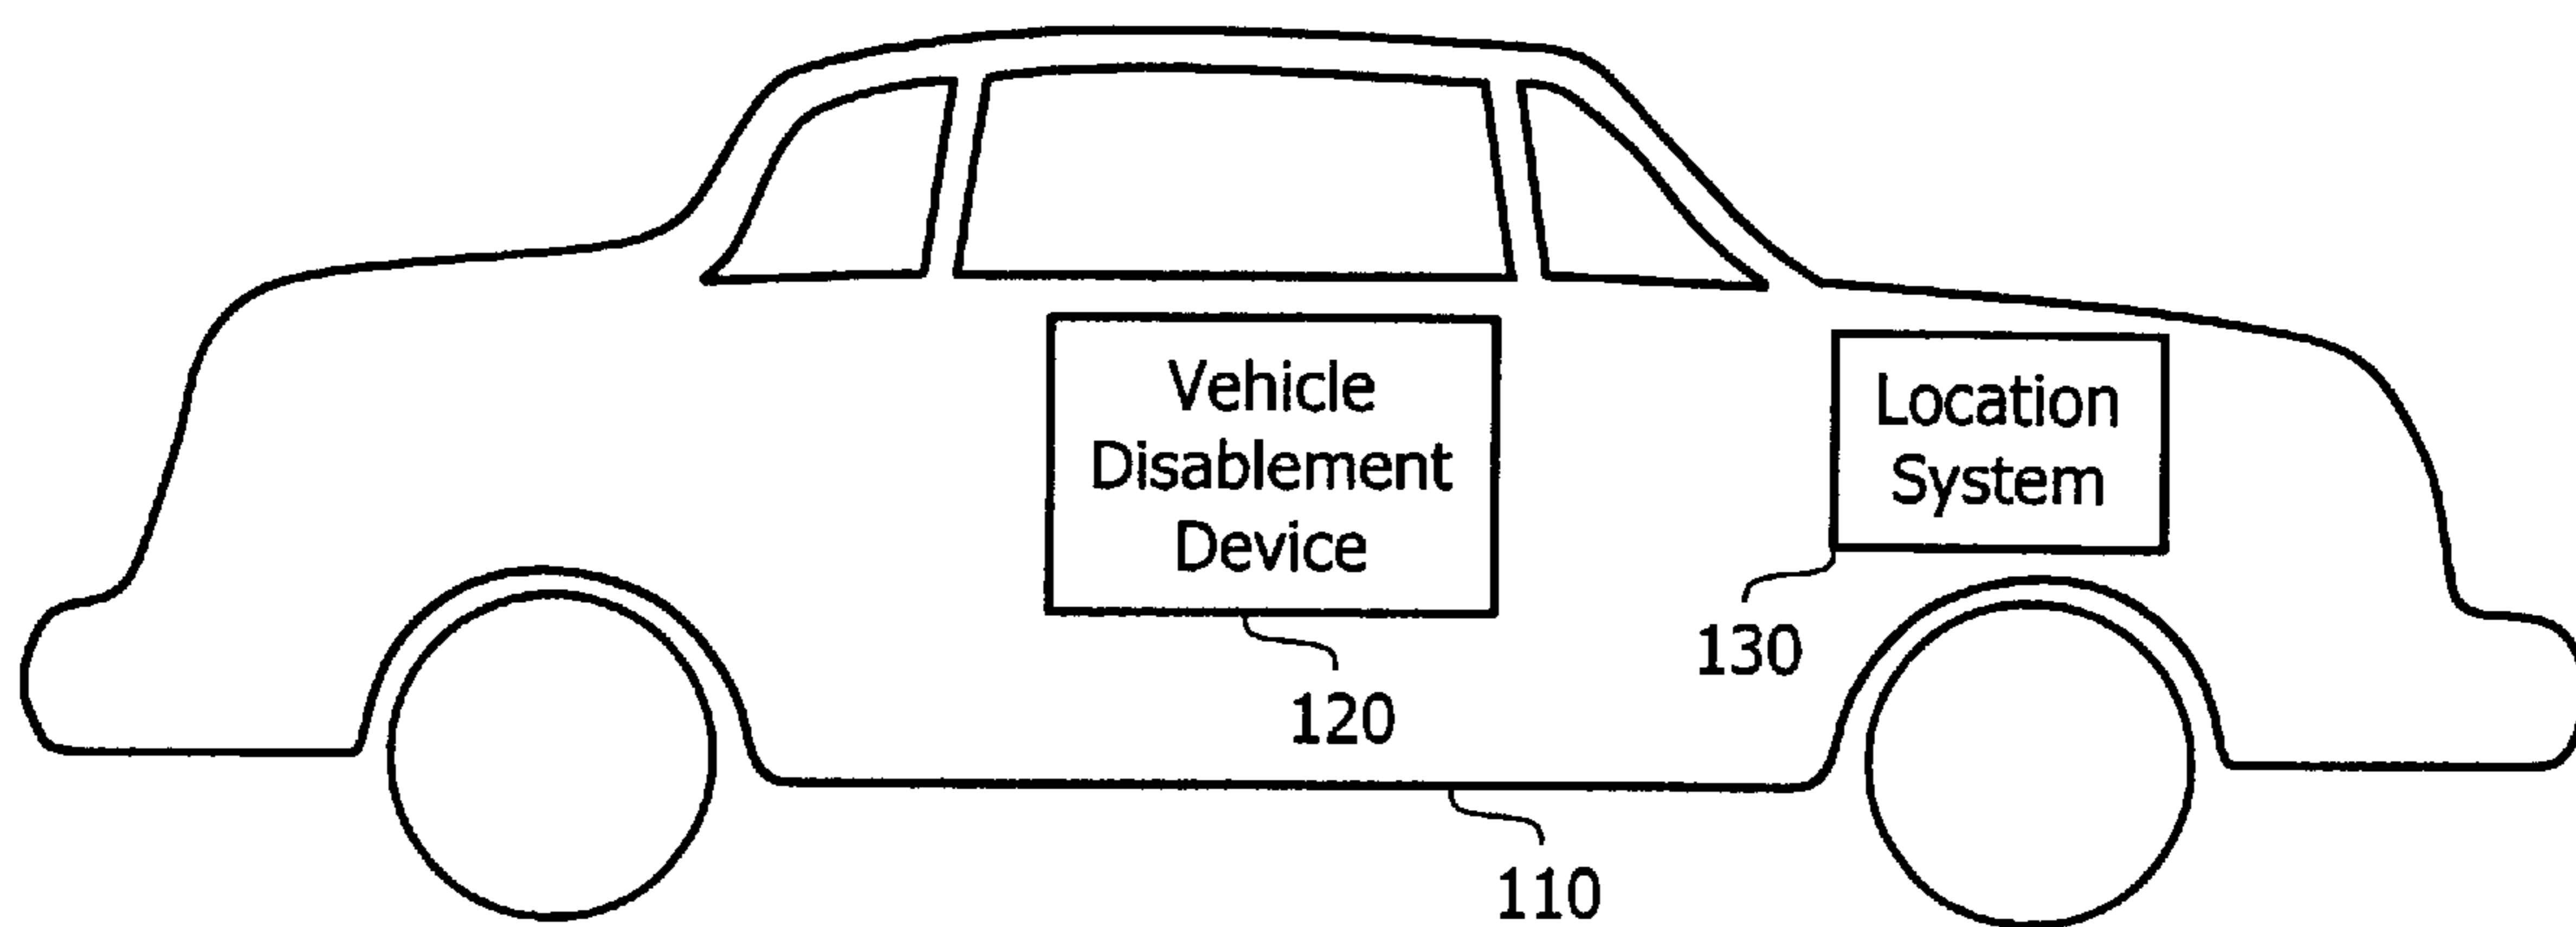 Vehicle
Disablement
Device
Location
System
130
120
110